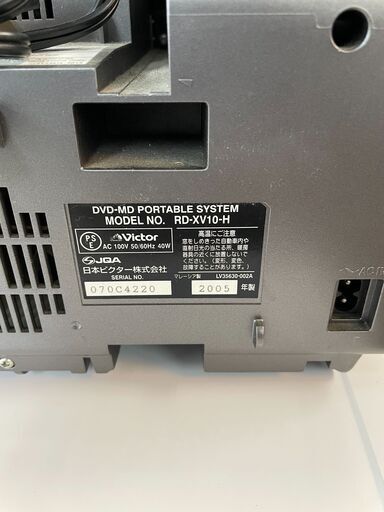 DVD-MD PORTABLE SYSTEM
MODEL NO. RD-XV10-H
PS
E
Victor
AC 100V 50/60Hz 40W
JQA
日本ビクター株式会社
SERIAL NO.
070C4220
高温にご注意
窓をしめきった自動車内や
直射日光の当たる所、暖房
器具の近くに放置しないで
ください。(変形、変色、
故障することがあります)
マレーシア製
LV35630-002A
2005 年製